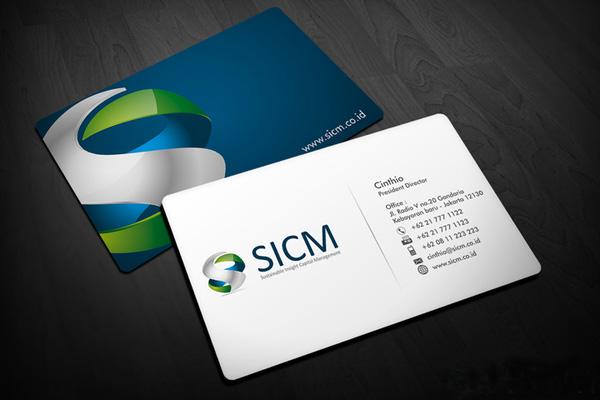 www.sicm.co.id
SICM
Sustainable Insight Capital Management
Cinthio
President Director
Office :
Jl. Radio V no.20 Gandaria
Kebayoran baru - Jakarta 12130
+62 21 777 1122
+62 21 777 1123
+62 08 11 223 223
cinthio@sicm.co.id
www.sicm.co.id